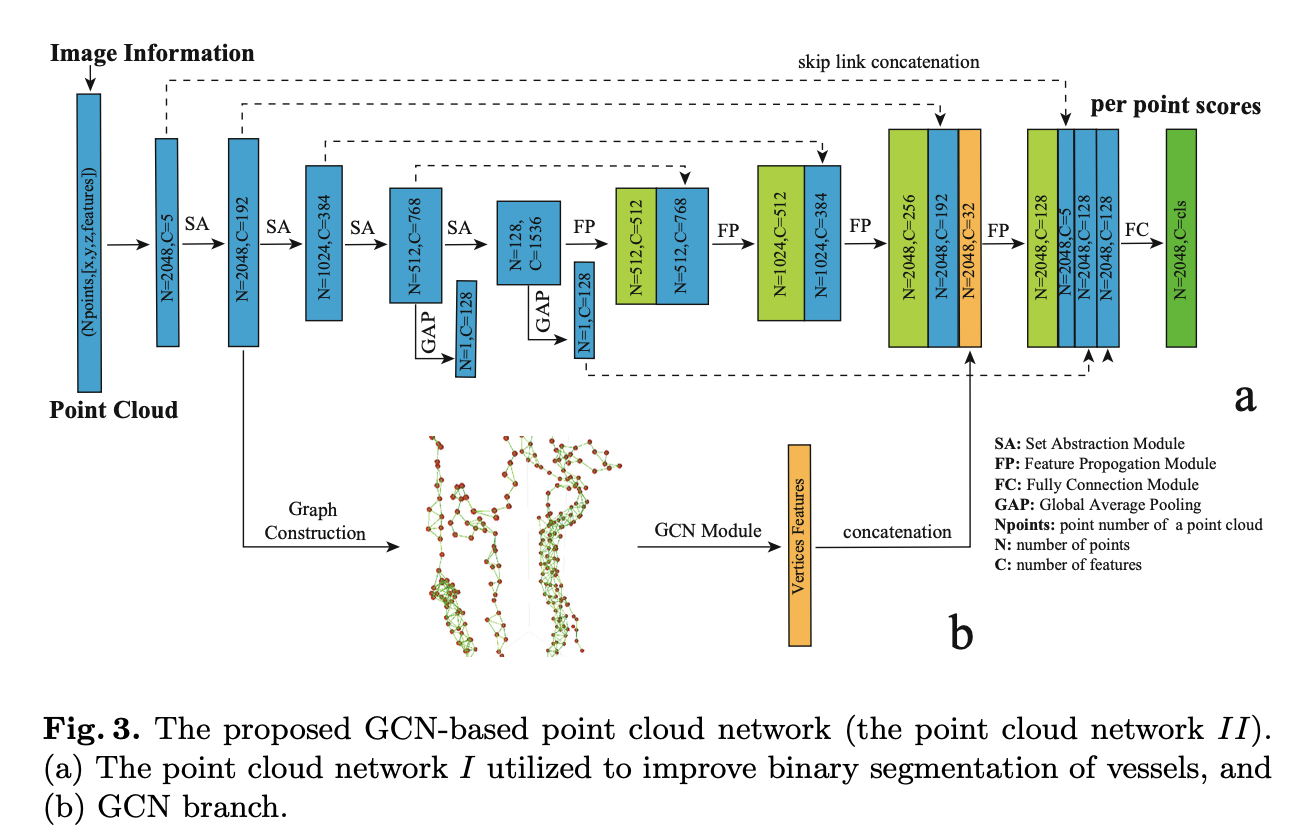 Image Information
skip link concatenation
per point scores
(Npoints,[x,y,z,features])
N=2048,C=5
SA
N=2048,C=192
SA
N=1024,C=384
SA
N=512,C=768
SA
N=128,
C=1536
FP
N=512,C=512
N=512,C=768
FP
N=1024,C=512
N=1024,C=384
FP
N=2048,C=256
N=2048,C=192
N=2048,C=32
FP
N=2048,C=128
N=2048,C=5
N=2048,C=128
N=2048,C=128
FC
N=2048,C=cls
GAP
N=1,C=128
GAP
N=1,C=128
Point Cloud
a
Graph
Construction
GCN Module
Vertices Features
concatenation
SA: Set Abstraction Module
FP: Feature Propogation Module
FC: Fully Connection Module
GAP: Global Average Pooling
Npoints: point number of a point cloud
N: number of points
C: number of features
b
Fig. 3. The proposed GCN-based point cloud network (the point cloud network II).
(a) The point cloud network I utilized to improve binary segmentation of vessels, and
(b) GCN branch.